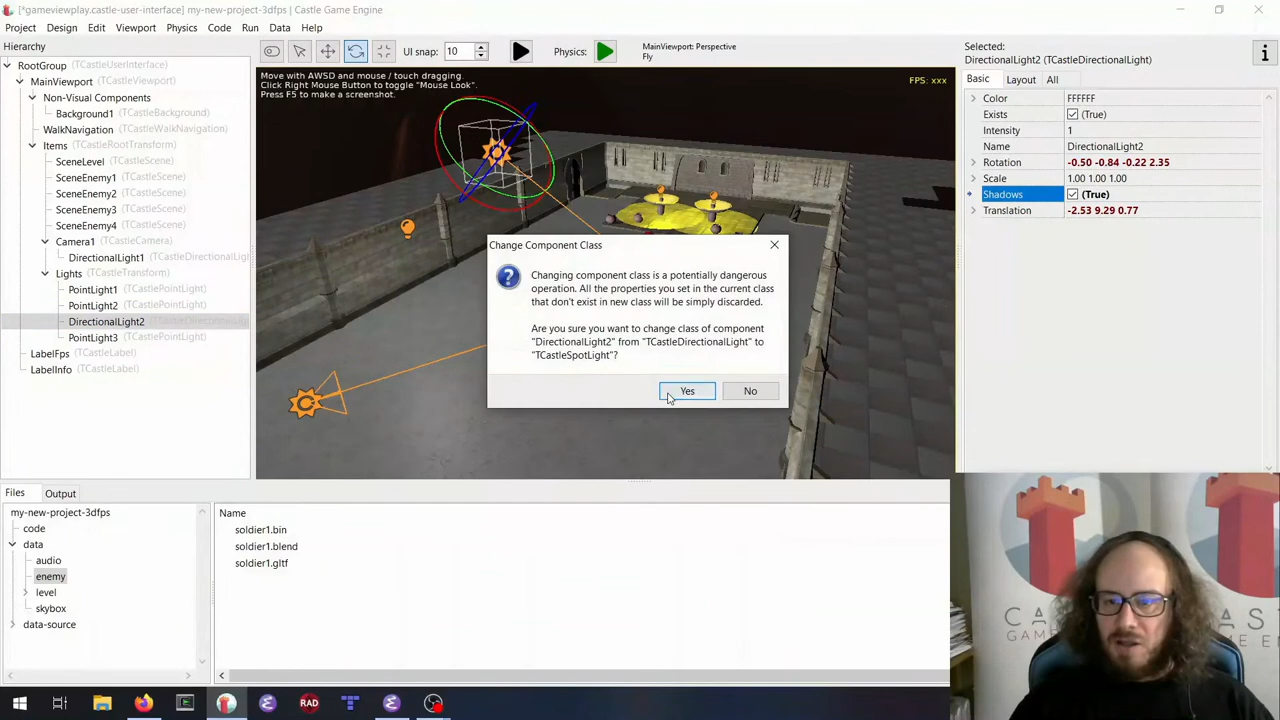 [*gameviewplay.castle-user-interface] my-new-project-3dfps | Castle Game Engine
Project Design Edit Viewport Physics Code Run Data Help
Hierarchy
RootGroup (TCastleUserInterface)
MainViewport (TCastleViewport)
Non-Visual Components
Background1 (TCastleBackground)
WalkNavigation (TCastleWalkNavigation)
Items (TCastleRootTransform)
SceneLevel (TCastleScene)
SceneEnemy1 (TCastleScene)
SceneEnemy2 (TCastleScene)
SceneEnemy3 (TCastleScene)
SceneEnemy4 (TCastleScene)
Camera1 (TCastleCamera)
DirectionalLight1 (TCastleDirectionalLig
Lights (TCastleTransform)
PointLight1 (TCastlePointLight)
PointLight2 (TCastlePointLight)
DirectionalLight2
PointLight3 (TCastlePointLight)
LabelFps (TCastleLabel)
LabelInfo (TCastleLabel)
UI snap: 10
Physics:
MainViewport: Perspective
Fly
Move with AWSD and mouse / touch dragging.
Click Right Mouse Button to toggle "Mouse Look".
Press F5 to make a screenshot.
FPS: xxx
Change Component Class
Changing component class is a potentially dangerous
operation. All the properties you set in the current class
that don't exist in new class will be simply discarded.
Are you sure you want to change class of component
"DirectionalLight2" from "TCastleDirectionalLight" to
"TCastleSpotLight"?
Yes No
Selected:
DirectionalLight2 (TCastleDirectionalLight)
Basic Layout All
Color FFFFFF
Exists (True)
Intensity 1
Name DirectionalLight2
Rotation -0.50 -0.84 -0.22 2.35
Scale 1.00 1.00 1.00
Shadows (True)
Translation -2.53 9.29 0.77
Files Output
my-new-project-3dfps
code
data
audio
enemy
level
skybox
data-source
Name
soldier1.bin
soldier1.blend
soldier1.gltf
RAD